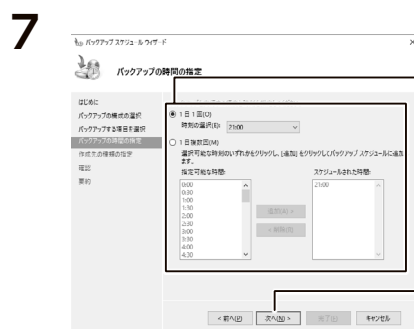 7
バックアップ スケジュール ウィザード
バックアップの時間の指定
はじめに
バックアップの構成の選択
バックアップする項目を選択
バックアップの時間の指定
作成先の種類の指定
確認
要約
1 日 1 回(O)
時刻の選択(E): 21:00
1 日複数回(M)
選択可能な時刻のいずれかをクリックし、[追加] をクリックしてバックアップ スケジュールに追加
ます。
指定可能な時間: スケジュールされた時間:
0:00 21:00
0:30
1:00
1:30
2:00
2:30
3:00
3:30
4:00
4:30
追加(A) >
< 削除(R)
< 前へ(P) 次へ(N) > 完了(F) キャンセル